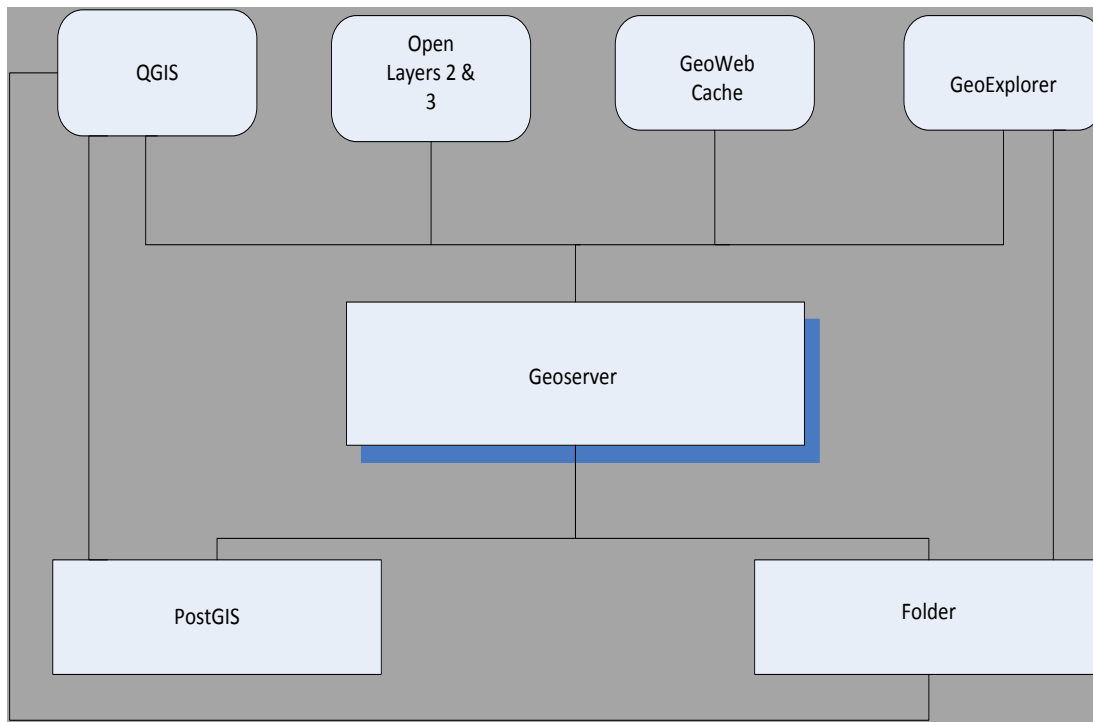 QGIS
Open
Layers 2 &
3
GeoWeb
Cache
GeoExplorer
Geoserver
PostGIS
Folder